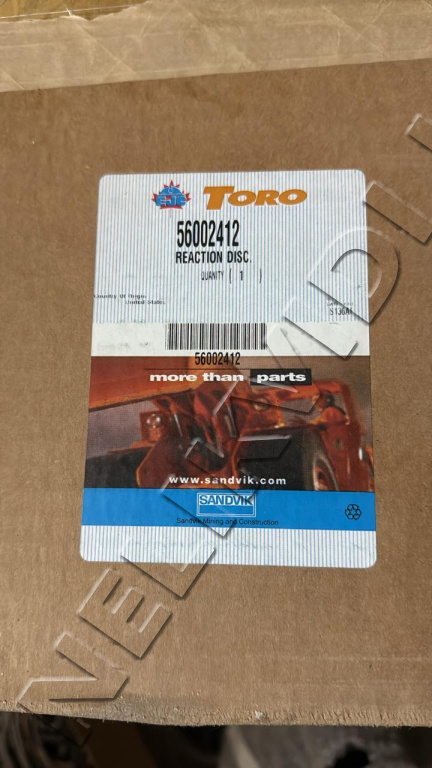 EJC TORO
56002412
REACTION DISC.
QUANITY ( 1 )
Country Of Origin:
United States
56002412
more than parts
www.sandvik.com
SANDVIK
Sandvik Mining and Construction